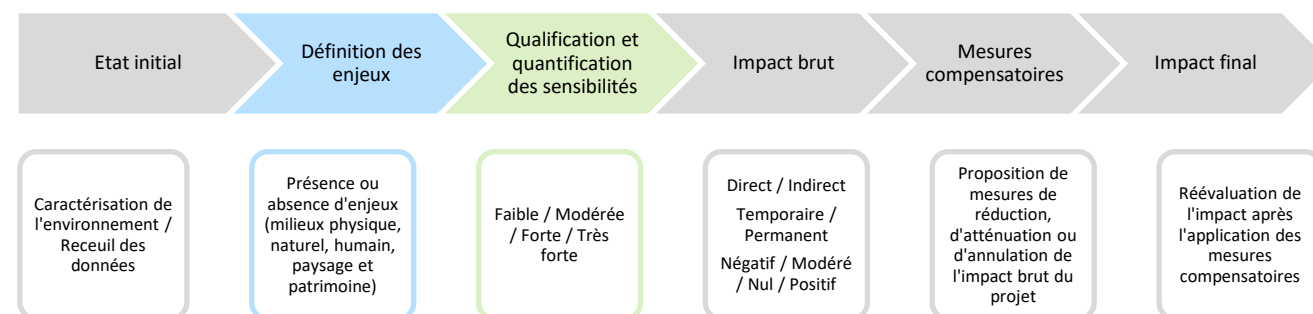 Etat initial
Définition des
enjeux
Qualification et
quantification
des sensibilités
Impact brut
Mesures
compensatoires
Impact final
Caractérisation de
l'environnement /
Receuil des
données
Présence ou
absence d'enjeux
(milieux physique,
naturel, humain,
paysage et
patrimoine)
Faible / Modérée
/ Forte / Très
forte
Direct / Indirect
Temporaire /
Permanent
Négatif / Modéré
/ Nul / Positif
Proposition de
mesures de
réduction,
d'atténuation ou
d'annulation de
l'impact brut du
projet
Réévaluation de
l'impact après
l'application des
mesures
compensatoires